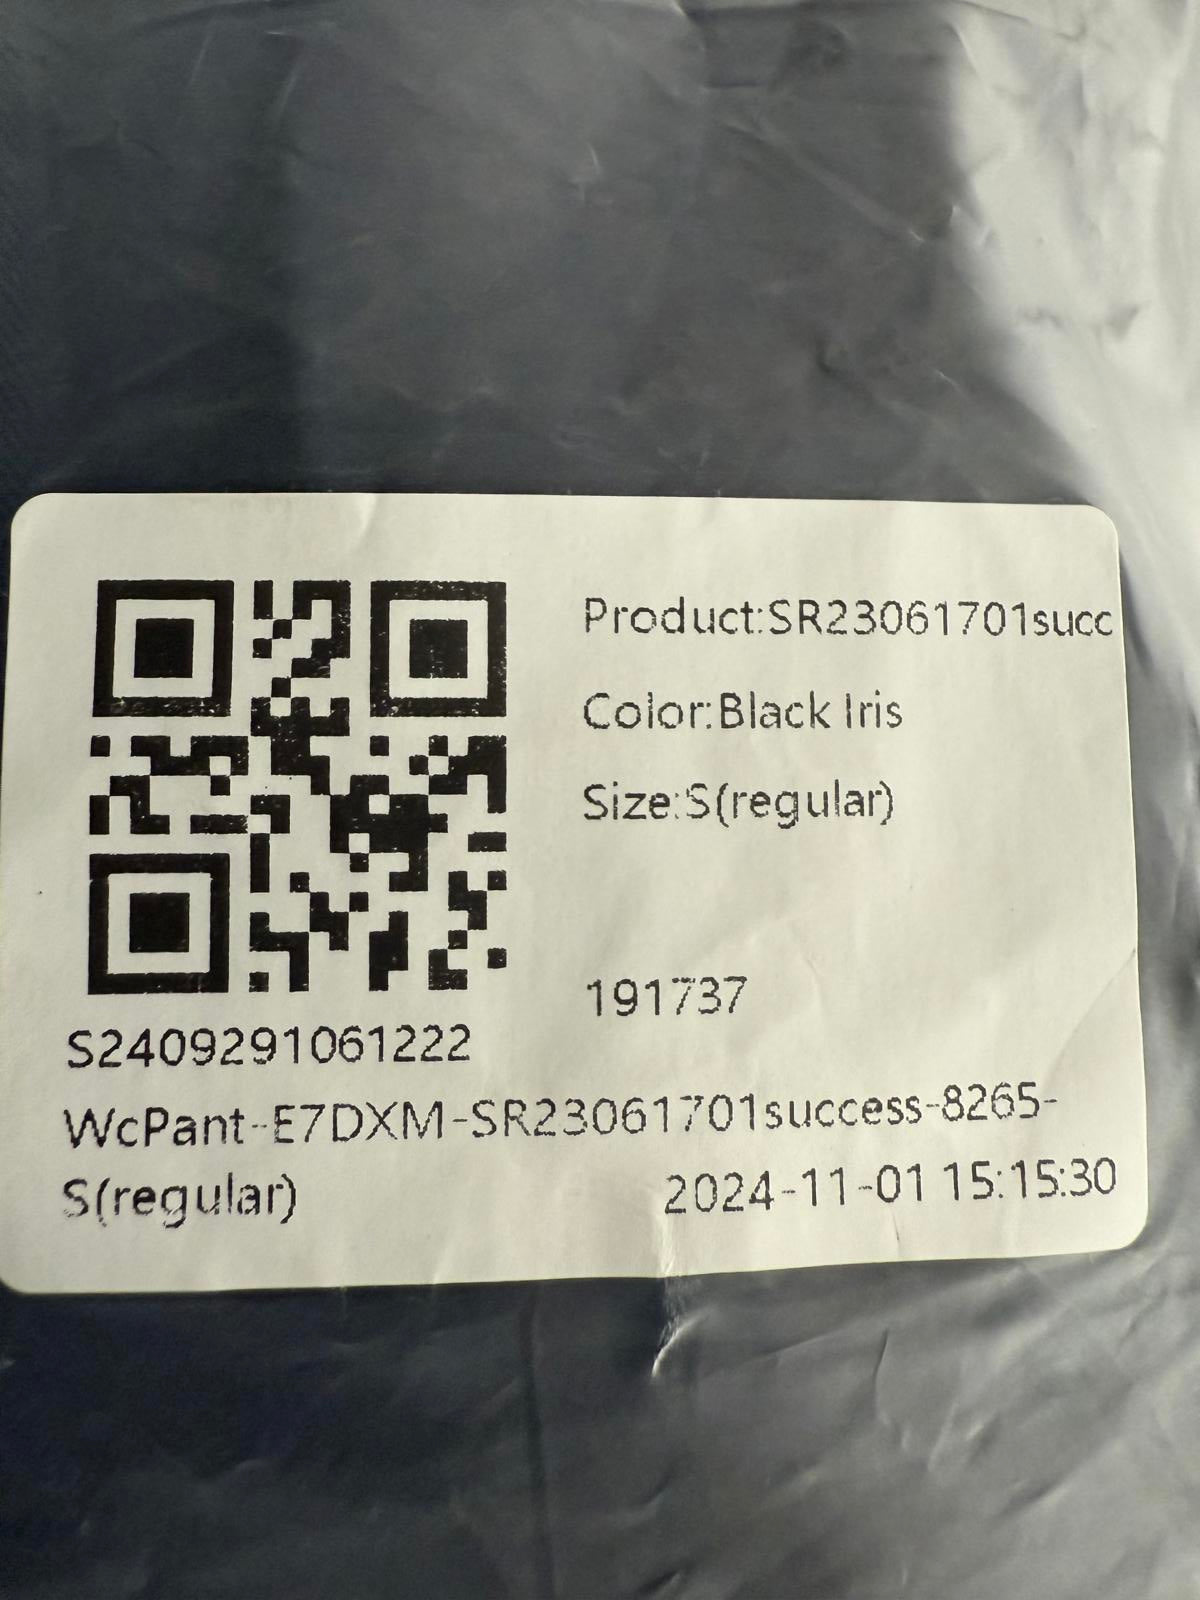 Product:SR23061701succ
Color:Black Iris
Size:S(regular)
191737
S2409291061222
WcPant-E7DXM-SR23061701success-8265-
S(regular) 2024-11-01 15:15:30